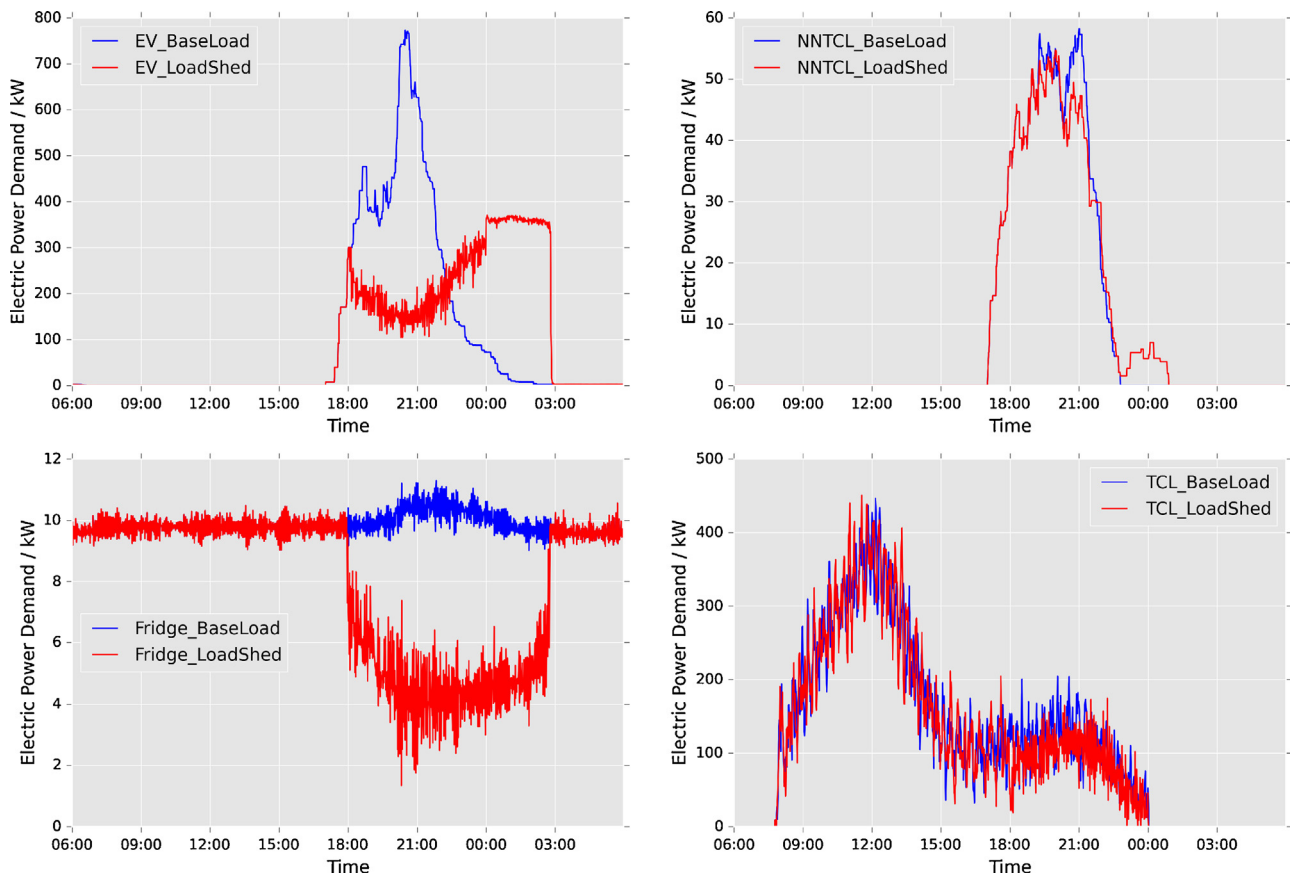 800
700
600
500
400
300
200
100
0
Electric Power Demand / kW
EV_BaseLoad
EV_LoadShed
06:00 09:00 12:00 15:00 18:00 21:00 00:00 03:00
Time
60
50
40
30
20
10
0
Electric Power Demand / kW
NNTCL_BaseLoad
NNTCL_LoadShed
06:00 09:00 12:00 15:00 18:00 21:00 00:00 03:00
Time
12
10
8
6
4
2
0
Electric Power Demand / kW
Fridge_BaseLoad
Fridge_LoadShed
06:00 09:00 12:00 15:00 18:00 21:00 00:00 03:00
Time
500
400
300
200
100
0
Electric Power Demand / kW
TCL_BaseLoad
TCL_LoadShed
06:00 09:00 12:00 15:00 18:00 21:00 00:00 03:00
Time